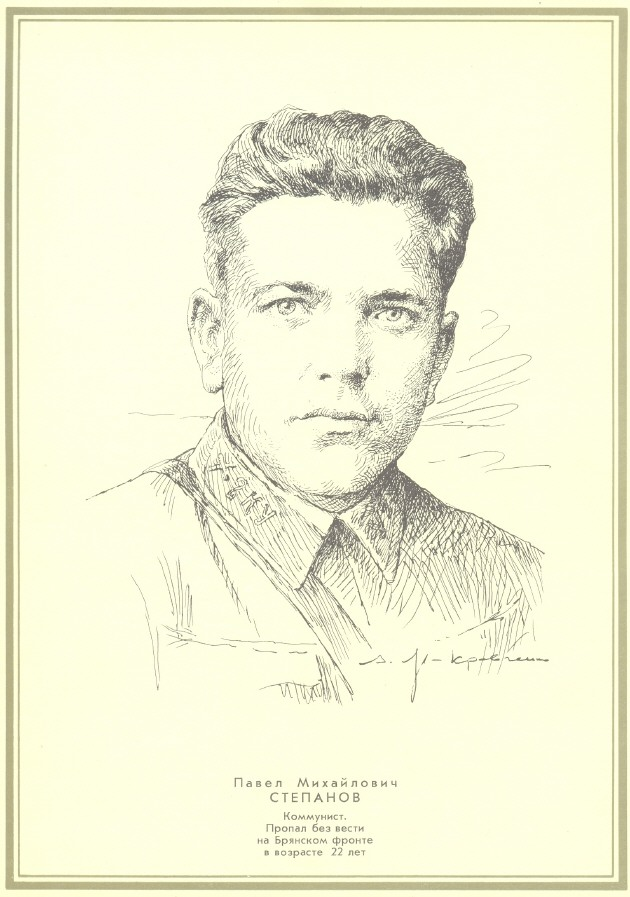 Павел Михайлович
СТЕПАНОВ
Коммунист.
Пропал без вести
на Брянском фронте
в возрасте 22 лет